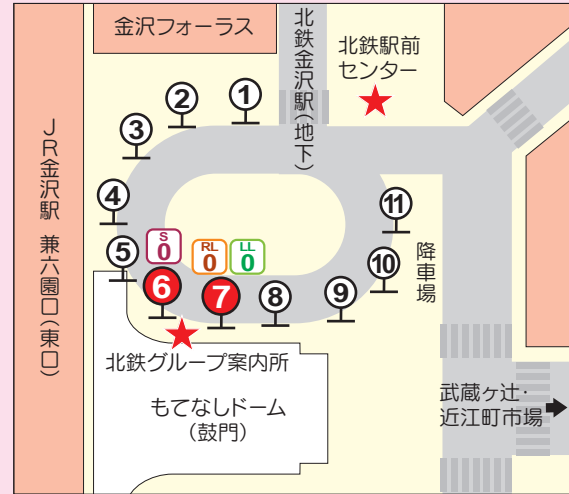 金沢フォーラス
北鉄金沢駅(地下)
北鉄駅前
センター
①
②
③
④
⑤
JR金沢駅 兼六園口(東口)
S
0
RL
0
LL
0
6
7
⑧
⑨
⑩
⑪
降車場
北鉄グループ案内所
もてなしドーム
(鼓門)
武蔵ヶ辻・
近江町市場